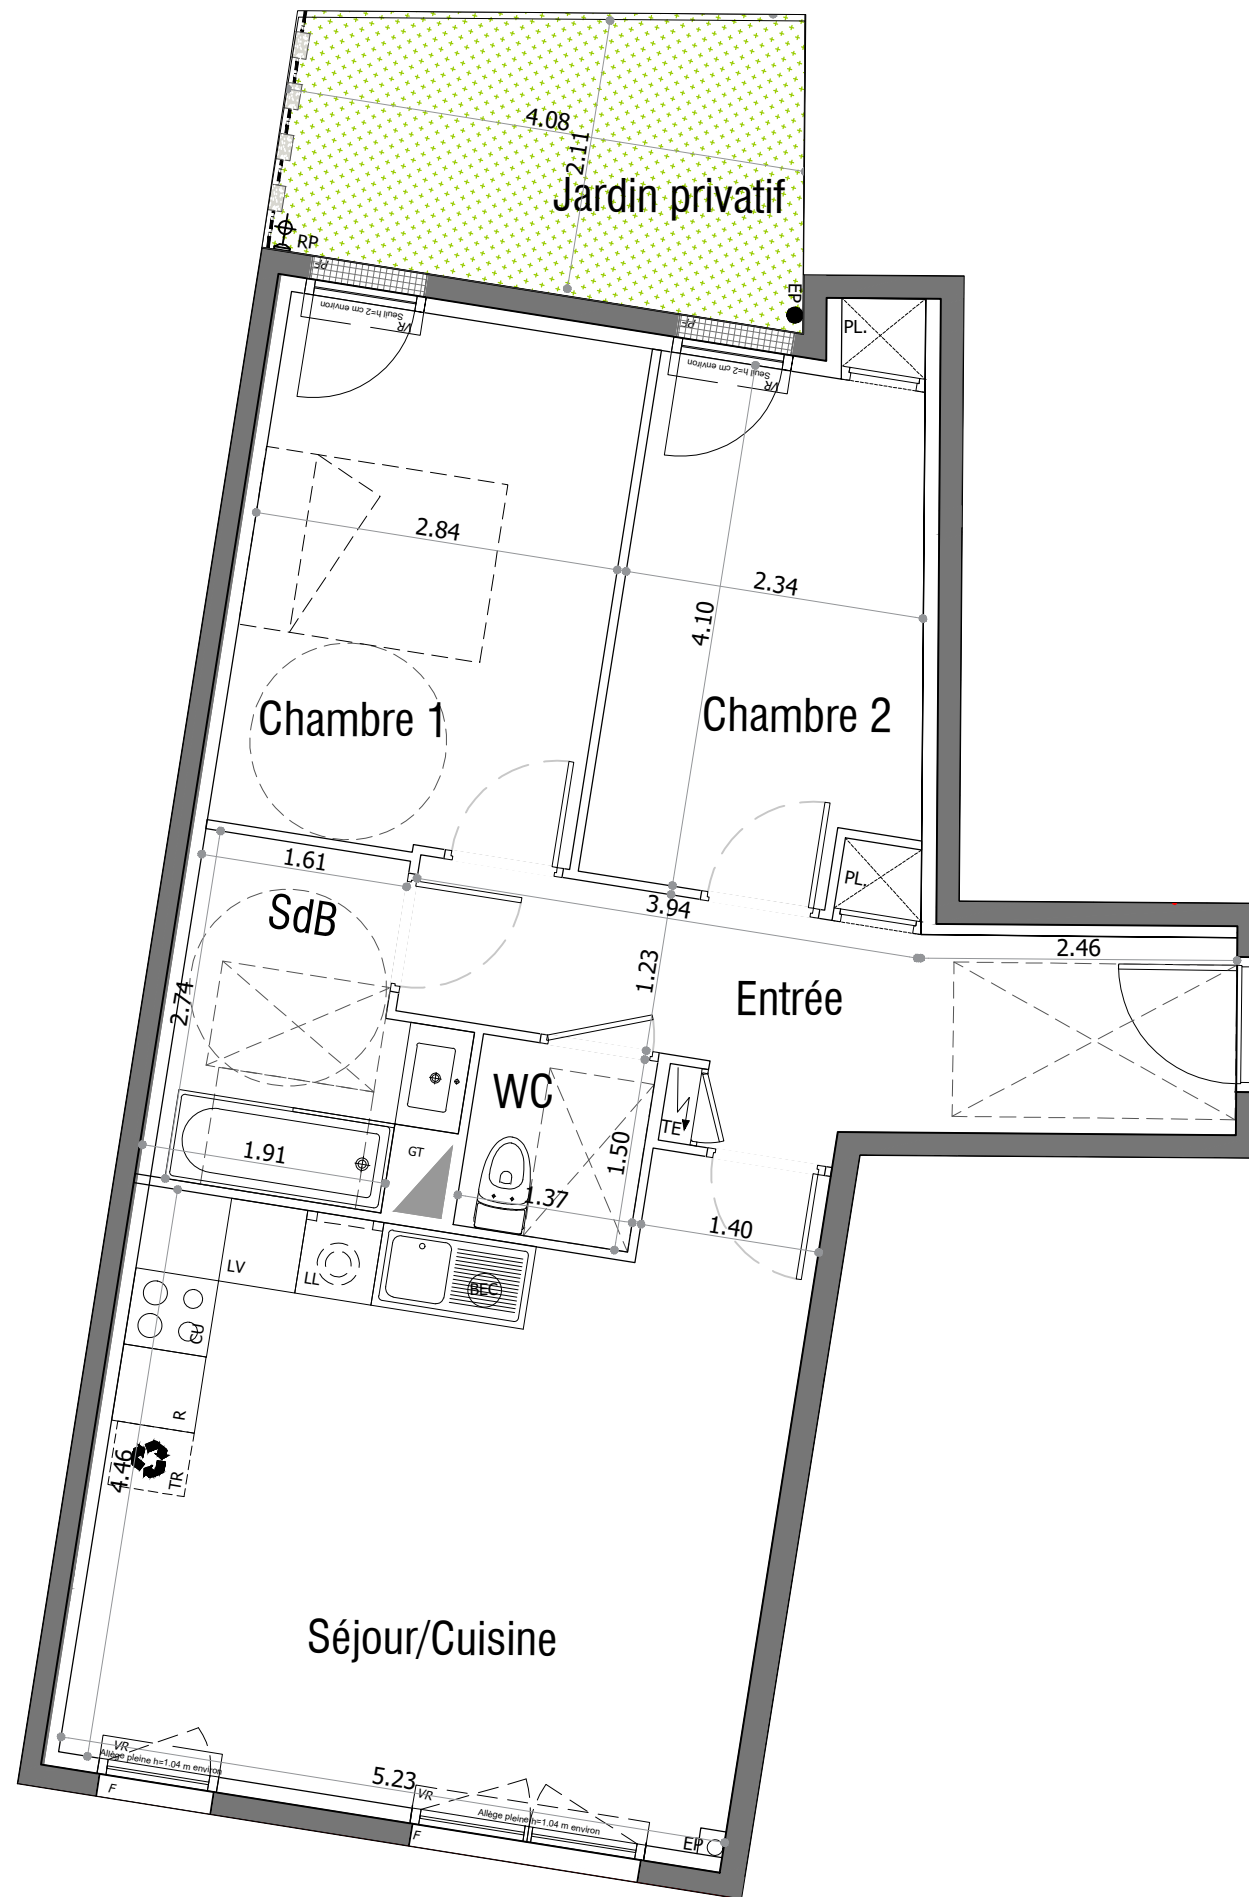 4.08
2.11
Jardin privatif
RP
EP
PF
Seuil h=2 cm environ
VR
PF
Seuil h=2 cm environ
VR
PL.
2.84
2.34
4.10
Chambre 1
Chambre 2
1.61
SdB
PL.
3.94
2.46
1.23
Entrée
2.74
WC
TE
1.91
GT
1.50
1.37
1.40
LV
LL
BEC
CU
R
TR
4.46
Séjour/Cuisine
VR
Allège pleine h=1.04 m environ
F
5.23
VR
Allège pleine h=1.04 m environ
F
EP